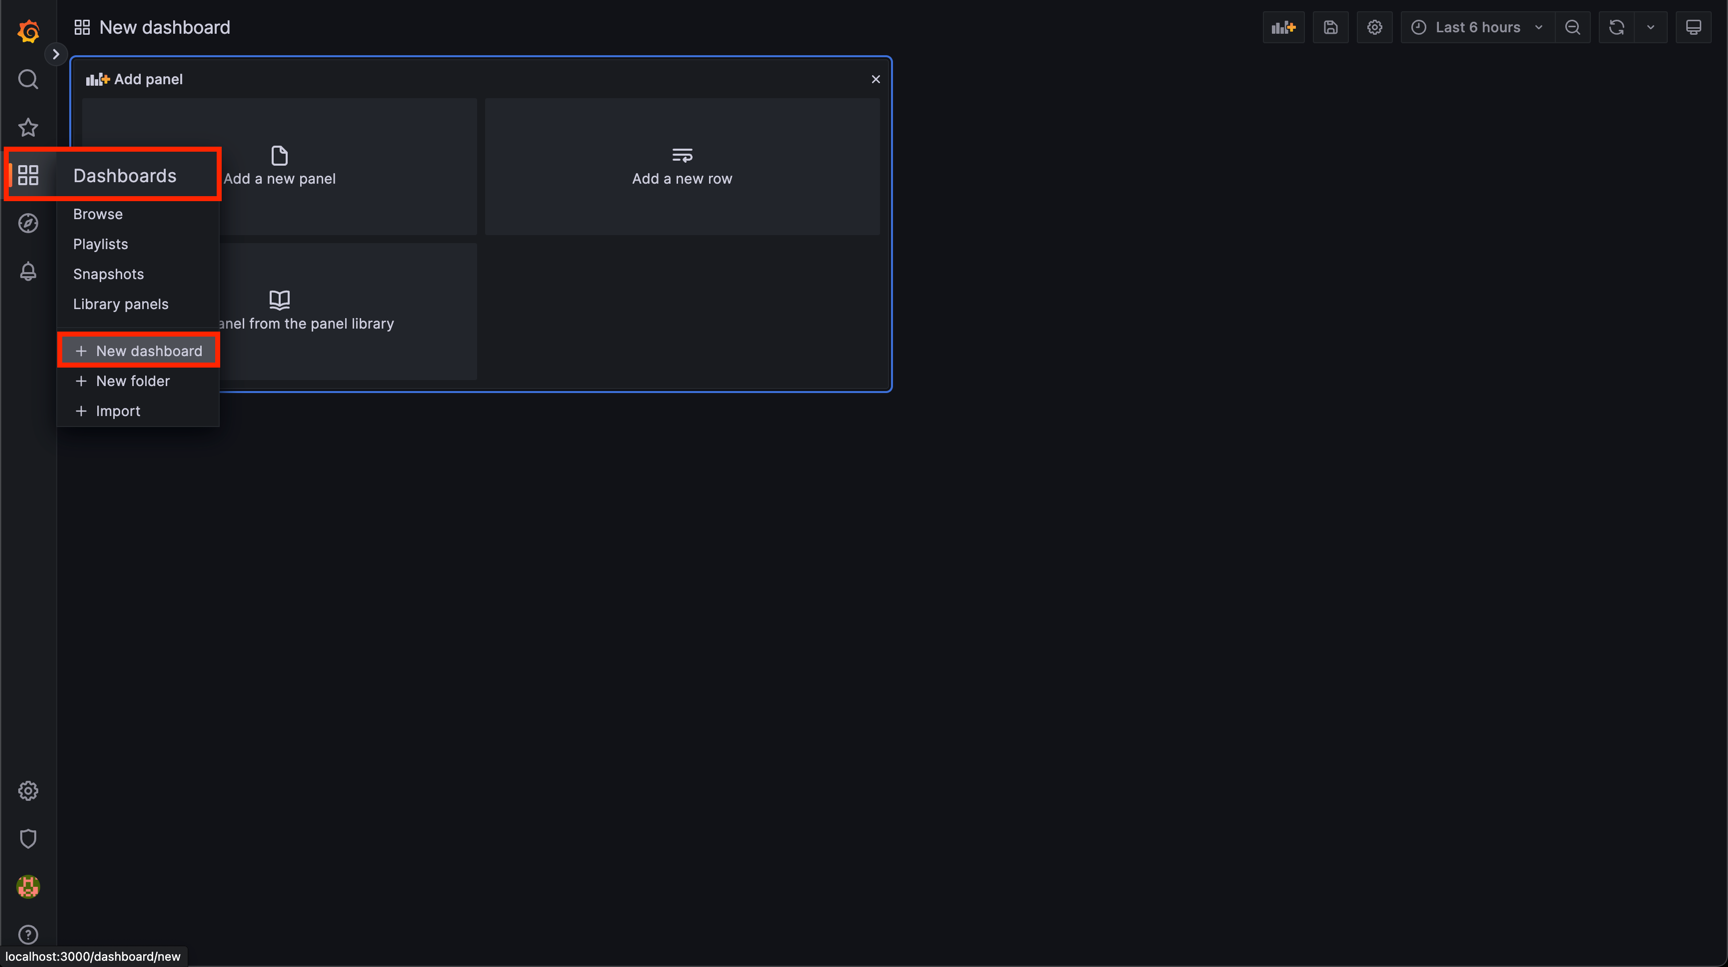 New dashboard
Last 6 hours
Add panel
Add a new panel
Add a new row
Dashboards
Browse
Playlists
Snapshots
Library panels
anel from the panel library
+ New dashboard
+ New folder
+ Import
localhost:3000/dashboard/new